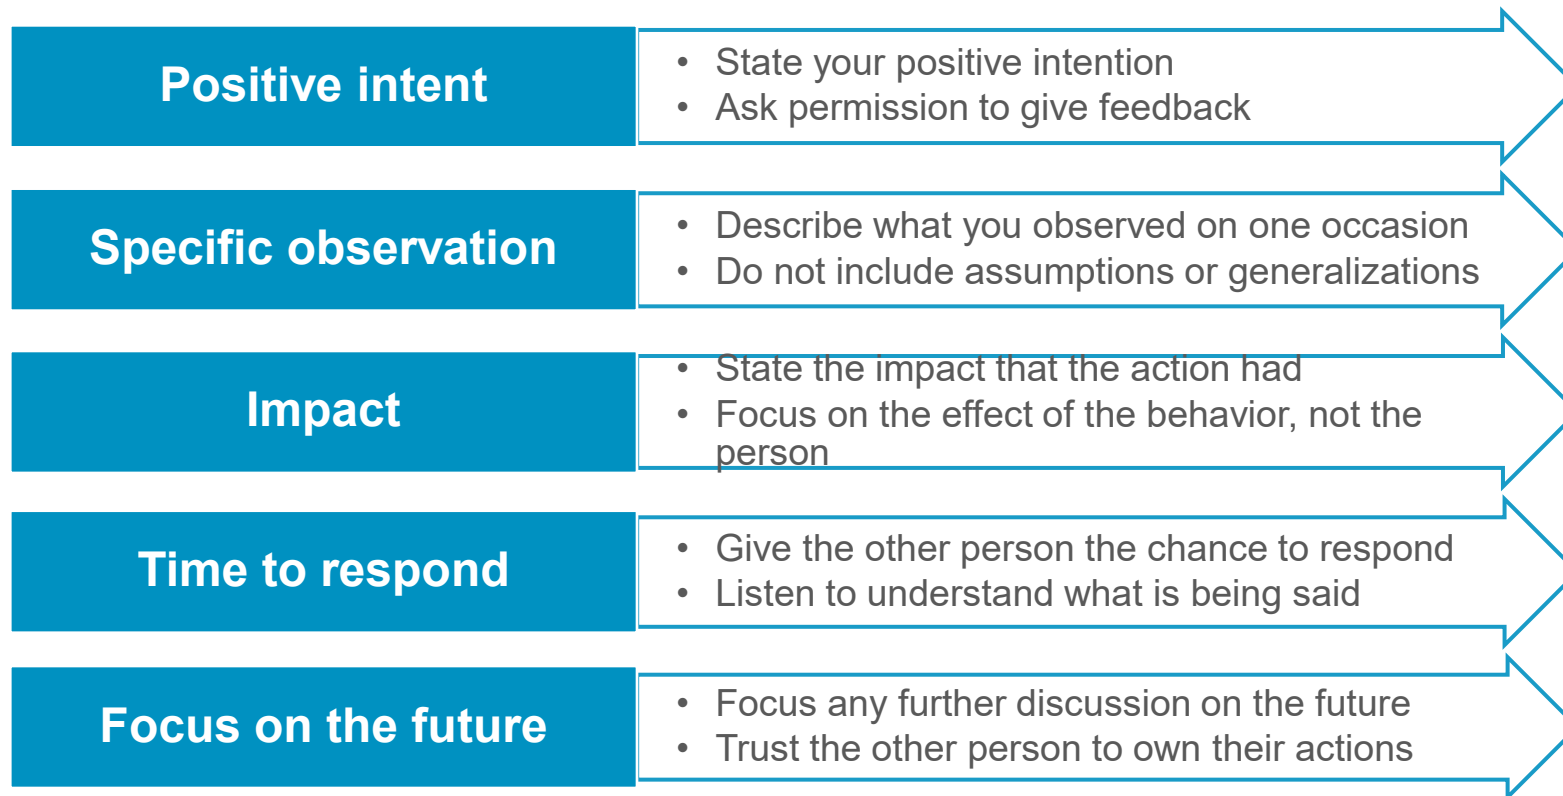 Positive intent
• State your positive intention
• Ask permission to give feedback
Specific observation
• Describe what you observed on one occasion
• Do not include assumptions or generalizations
Impact
• State the impact that the action had
• Focus on the effect of the behavior, not the
person
Time to respond
• Give the other person the chance to respond
• Listen to understand what is being said
Focus on the future
• Focus any further discussion on the future
• Trust the other person to own their actions